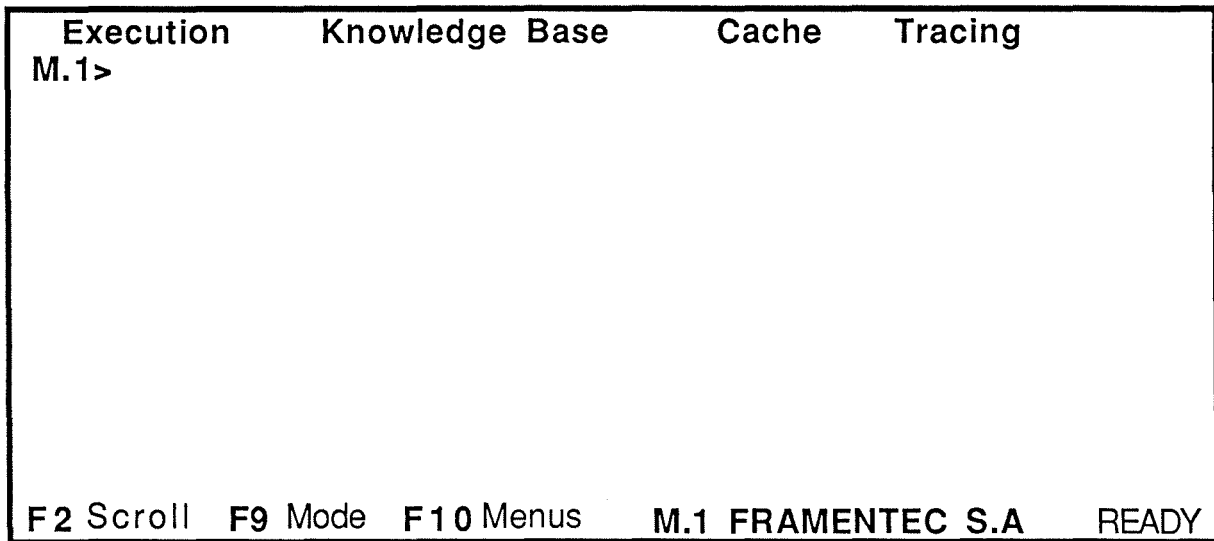 Execution Knowledge Base Cache Tracing
M.1>
F2 Scroll F9 Mode F10 Menus M.1 FRAMENTEC S.A READY